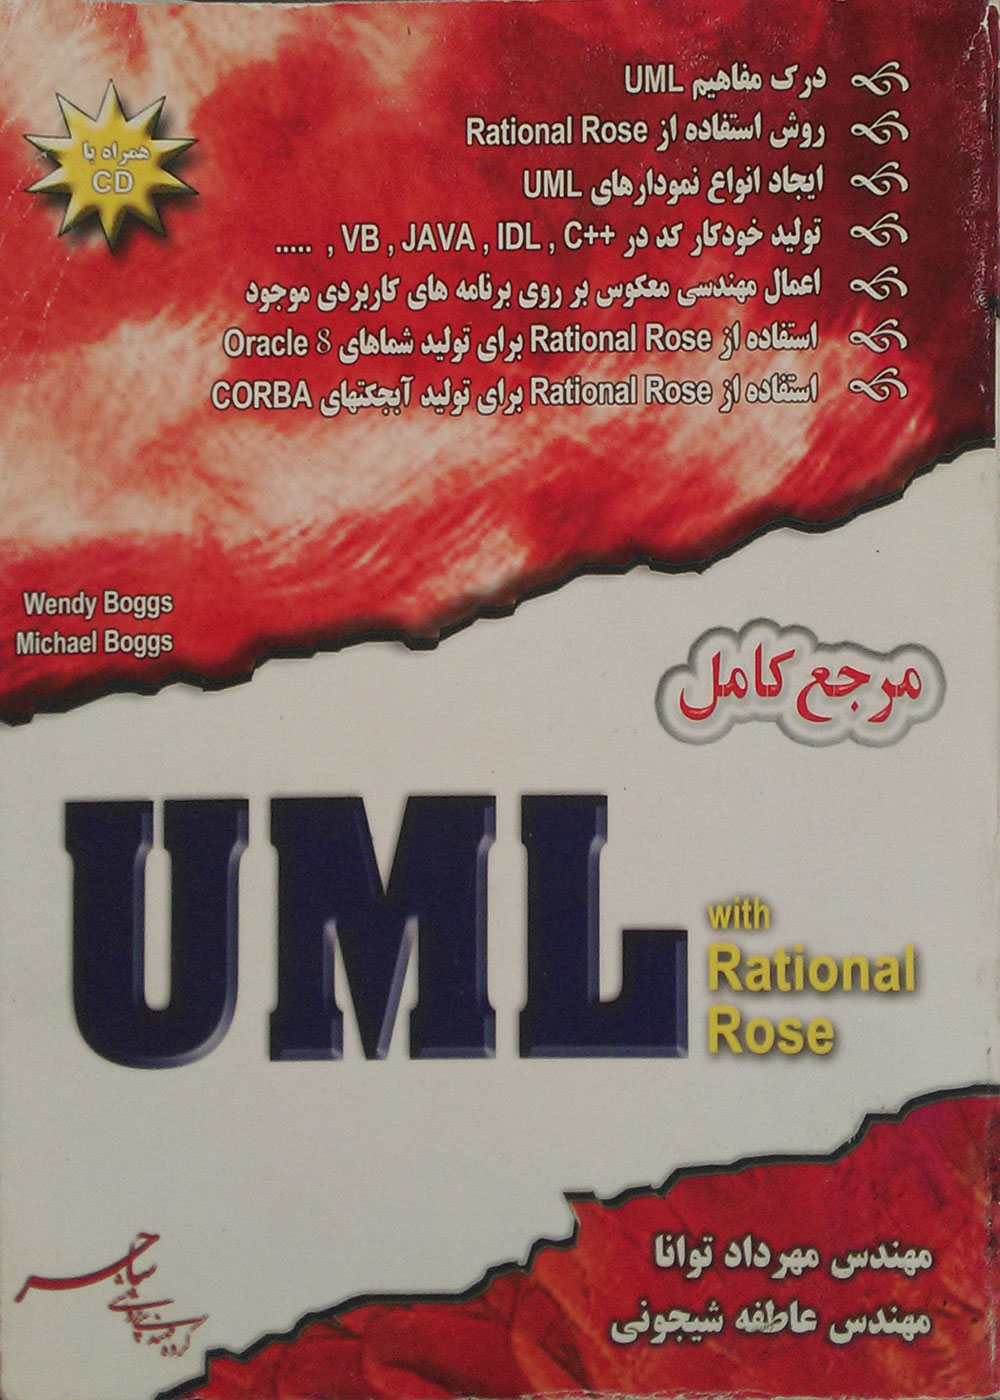 درک مفاهیم UML
روش استفاده از Rational Rose
ایجاد انواع نمودارهای UML
تولید خودکار کد در C++ , IDL , JAVA , VB , .....
اعمال مهندسی معکوس بر روی برنامه های کاربردی موجود
استفاده از Rational Rose برای تولید شماهای Oracle 8
استفاده از Rational Rose برای تولید آبجکتهای CORBA
همراه با
CD
Wendy Boggs
Michael Boggs
مرجع کامل
UML
with
Rational
Rose
مهندس مهرداد توانا
مهندس عاطفه شیجونی